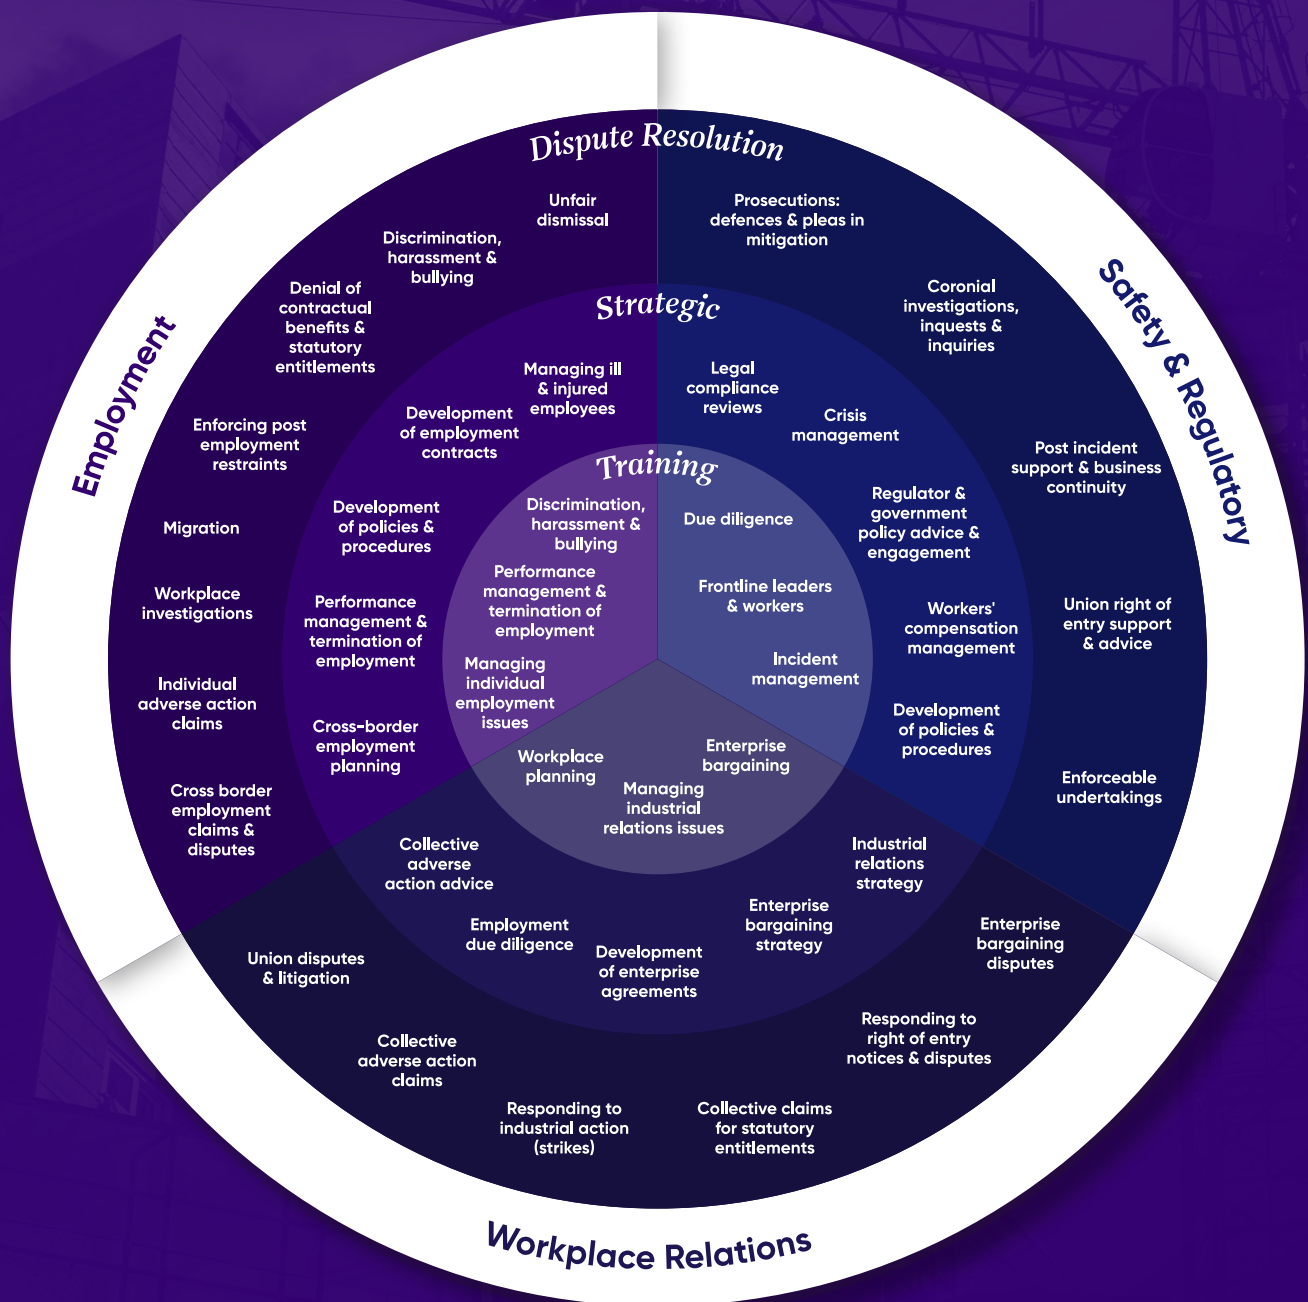 Dispute Resolution
Unfair
dismissal
Discrimination,
harassment &
bullying
Denial of
contractual
benefits &
statutory
entitlements
Enforcing post
employment
restraints
Migration
Workplace
investigations
Individual
adverse action
claims
Cross border
employment
claims &
disputes
Prosecutions:
defences & pleas in
mitigation
Coronial
investigations,
inquests &
inquiries
Post incident
support & business
continuity
Union right of
entry support
& advice
Enforceable
undertakings
Enterprise
bargaining
disputes
Responding to
right of entry
notices & disputes
Collective claims
for statutory
entitlements
Responding to
industrial action
(strikes)
Collective
adverse action
claims
Union disputes
& litigation
Strategic
Managing ill
& injured
employees
Development
of employment
contracts
Development
of policies &
procedures
Performance
management &
termination of
employment
Cross-border
employment
planning
Legal
compliance
reviews
Crisis
management
Regulator &
government
policy advice &
engagement
Workers'
compensation
management
Development
of policies &
procedures
Industrial
relations
strategy
Enterprise
bargaining
strategy
Development
of enterprise
agreements
Employment
due diligence
Collective
adverse
action advice
Training
Discrimination,
harassment &
bullying
Performance
management &
termination of
employment
Managing
individual
employment
issues
Due diligence
Frontline leaders
& workers
Incident
management
Enterprise
bargaining
Managing
industrial
relations issues
Workplace
planning
Employment
Safety & Regulatory
Workplace Relations